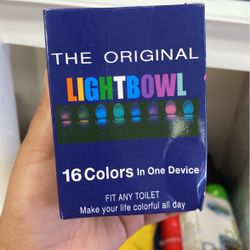 THE ORIGINAL
LIGHTBOWL
16 Colors In One Device
FIT ANY TOILET
Make your life colorful all day